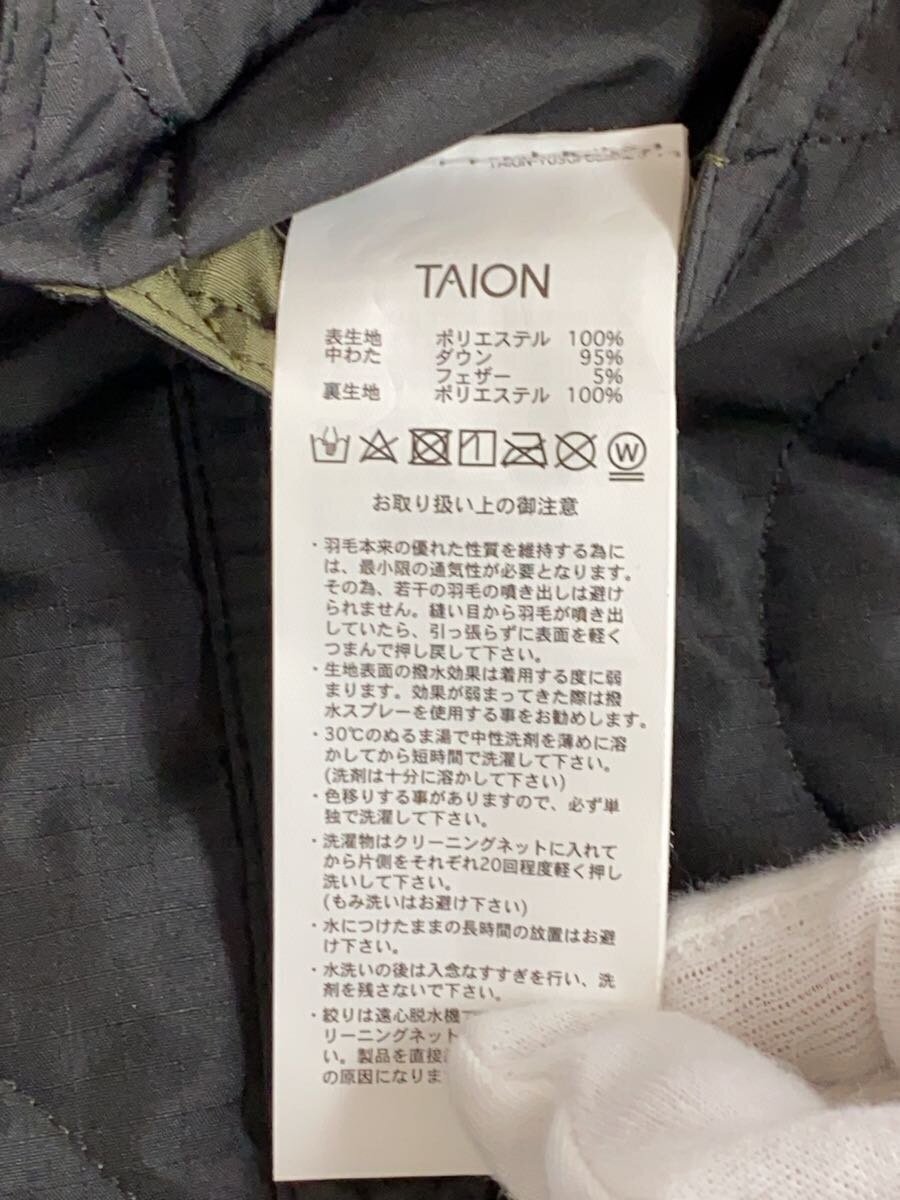 TAION
表生地 ポリエステル 100%
中わた ダウン 95%
フェザー 5%
裏生地 ポリエステル 100%
W
お取り扱い上の御注意
・羽毛本来の優れた性質を維持する為に
は、最小限の通気性が必要となります。
その為、若干の羽毛の噴き出しは避け
られません。縫い目から羽毛が噴き出
していたら、引っ張らずに表面を軽く
つまんで押し戻して下さい。
・生地表面の撥水効果は着用する度に弱
まります。効果が弱まってきた際は撥
水スプレーを使用する事をお勧めします。
・30℃のぬるま湯で中性洗剤を薄めに溶
かしてから短時間で洗濯して下さい。
(洗剤は十分に溶かして下さい)
・色移りする事がありますので、必ず単
独で洗濯して下さい。
・洗濯物はクリーニングネットに入れて
から片側をそれぞれ20回程度軽く押し
洗いして下さい。
(もみ洗いはお避け下さい)
・水につけたままの長時間の放置はお避
け下さい。
・水洗いの後は入念なすすぎを行い、洗
剤を残さないで下さい。
・絞りは遠心脱水機で
リーニングネット
い。製品を直接
の原因になりま